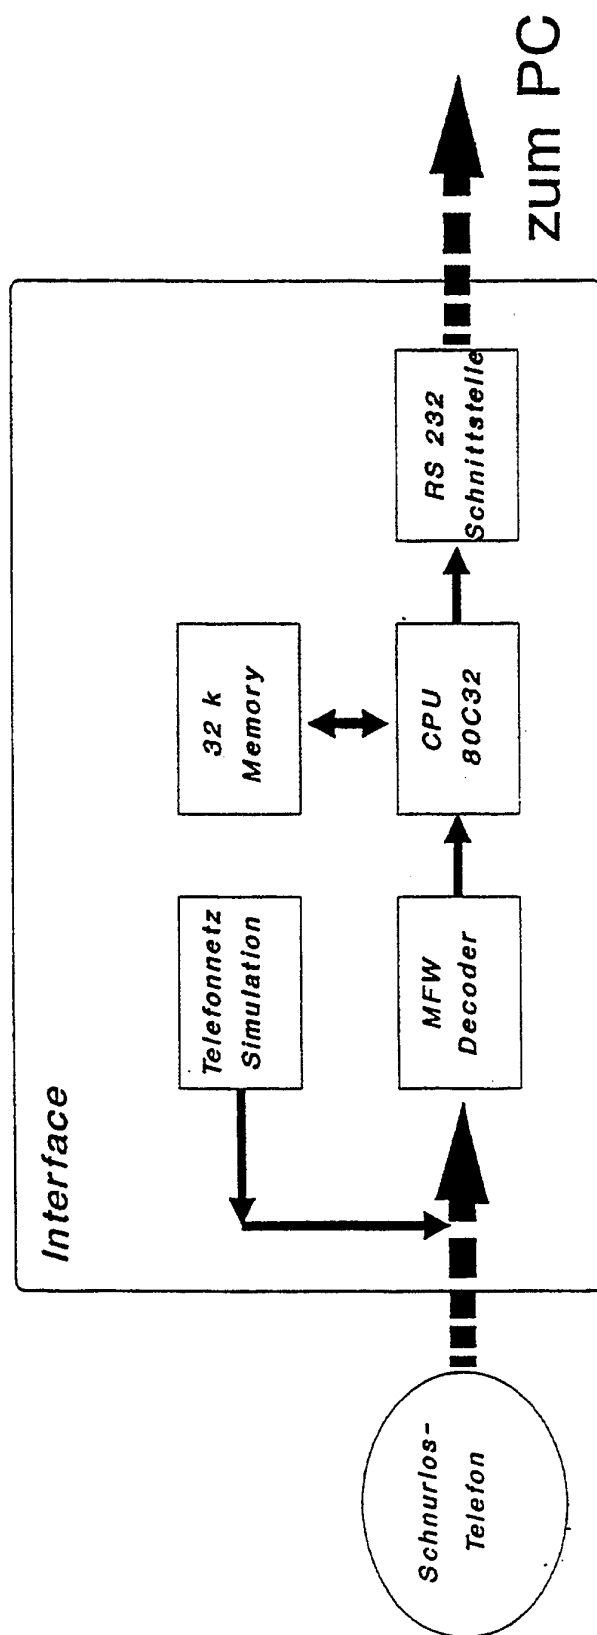 Interface
Schnurlos-
Telefon
Telefonnetz
Simulation
MFW
Decoder
32 k
Memory
CPU
80C32
RS 232
Schnittstelle
zum PC